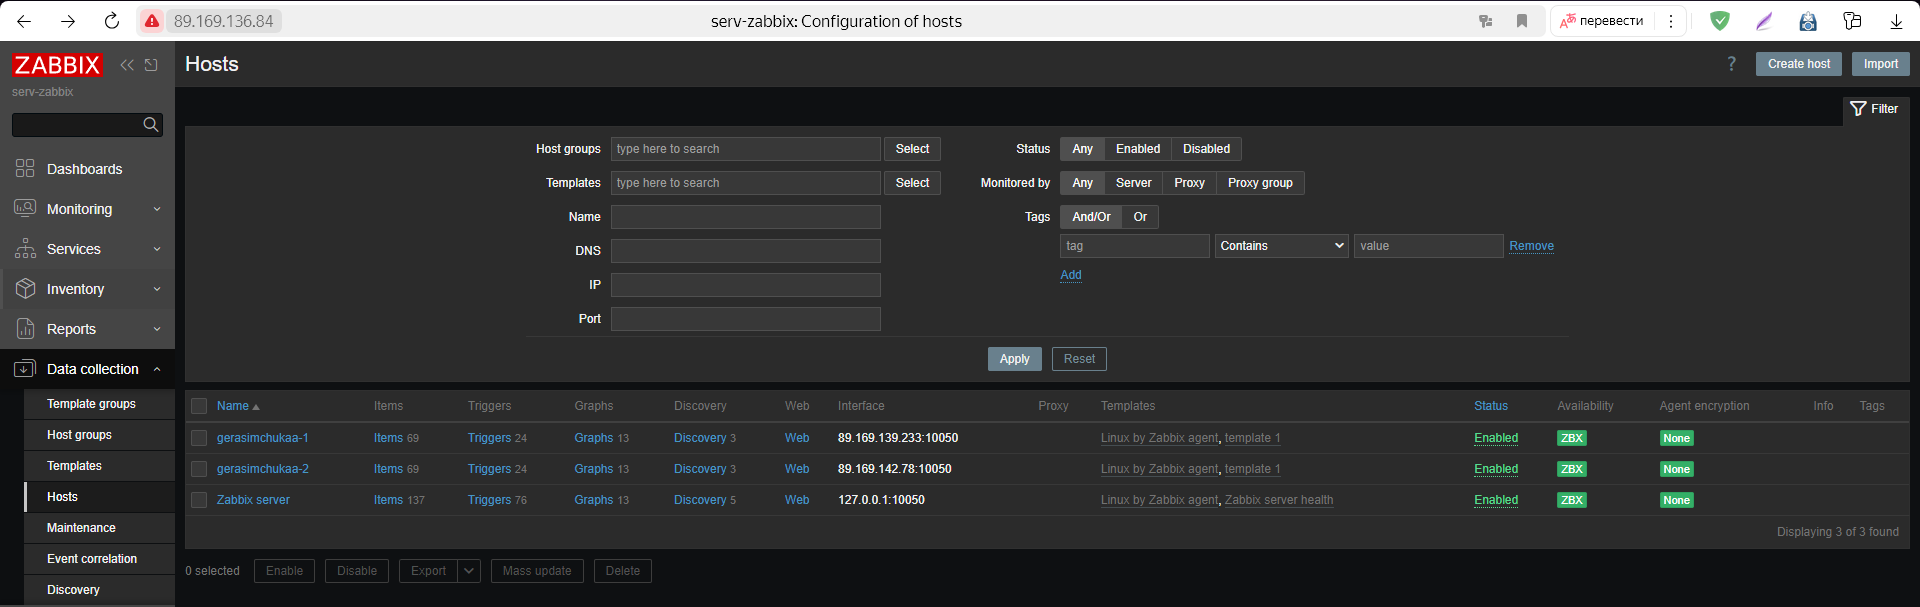 89.169.136.84
serv-zabbix: Configuration of hosts
перевести
ZABBIX
serv-zabbix
Hosts
?
Create host
Import
Filter
Dashboards
Monitoring
Services
Inventory
Reports
Data collection
Template groups
Host groups
Templates
Hosts
Maintenance
Event correlation
Discovery
Host groups type here to search Select
Templates type here to search Select
Name
DNS
IP
Port
Status Any Enabled Disabled
Monitored by Any Server Proxy Proxy group
Tags And/Or Or
tag Contains value Remove
Add
Apply Reset
Name Items Triggers Graphs Discovery Web Interface Proxy Templates Status Availability Agent encryption Info Tags
gerasimchukaa-1 Items 69 Triggers 24 Graphs 13 Discovery 3 Web 89.169.139.233:10050 Linux by Zabbix agent, template 1 Enabled ZBX None
gerasimchukaa-2 Items 69 Triggers 24 Graphs 13 Discovery 3 Web 89.169.142.78:10050 Linux by Zabbix agent, template 1 Enabled ZBX None
Zabbix server Items 137 Triggers 76 Graphs 13 Discovery 5 Web 127.0.0.1:10050 Linux by Zabbix agent, Zabbix server health Enabled ZBX None
Displaying 3 of 3 found
0 selected Enable Disable Export Mass update Delete